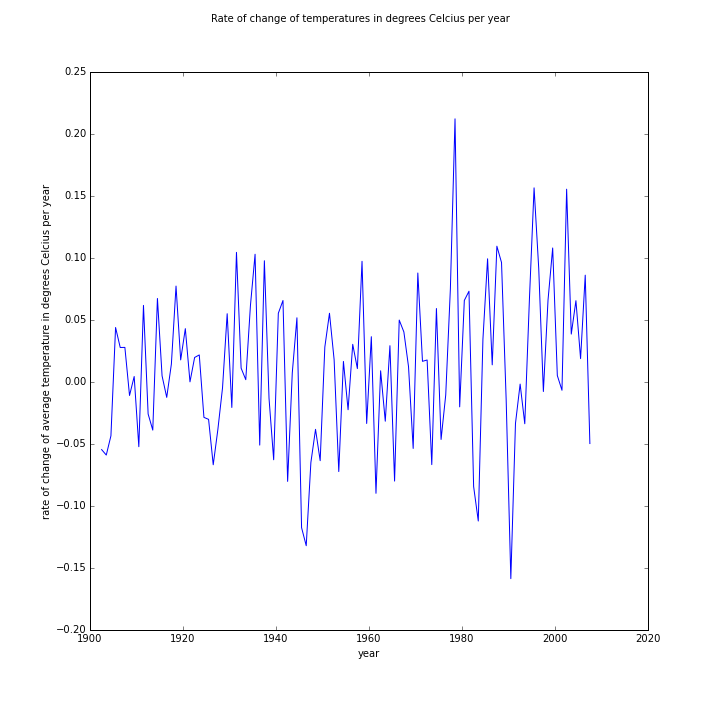 Rate of change of temperatures in degrees Celcius per year
0.25
0.20
0.15
0.10
0.05
0.00
−0.05
−0.10
−0.15
−0.20
rate of change of average temperature in degrees Celcius per year
1900 1920 1940 1960 1980 2000 2020
year